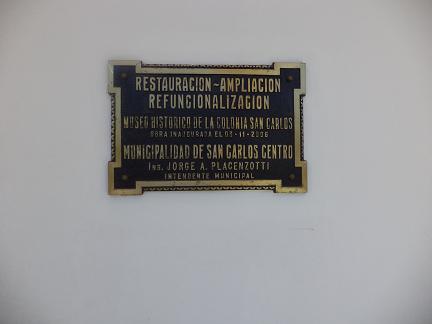 RESTAURACION~AMPLIACION
REFUNCIONALIZACION
MUSEO HISTORICO DE LA COLONIA SAN CARLOS
OBRA INAUGURADA EL 03-11-2006
MUNICIPALIDAD DE SAN CARLOS CENTRO
ING. JORGE A. PLACENZOTTI
INTENDENTE MUNICIPAL